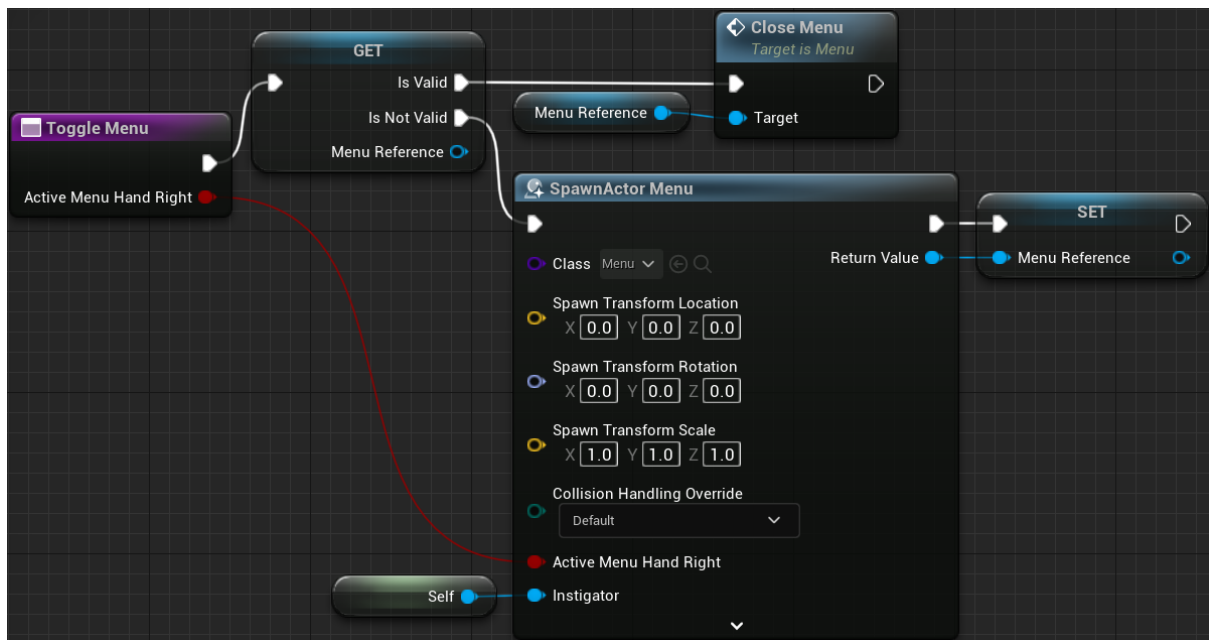 Toggle Menu
Active Menu Hand Right
GET
Is Valid
Is Not Valid
Menu Reference
Menu Reference
Close Menu
Target is Menu
Target
SpawnActor Menu
Class Menu
Return Value
Spawn Transform Location
X 0.0 Y 0.0 Z 0.0
Spawn Transform Rotation
X 0.0 Y 0.0 Z 0.0
Spawn Transform Scale
X 1.0 Y 1.0 Z 1.0
Collision Handling Override
Default
Active Menu Hand Right
Self
Instigator
SET
Menu Reference